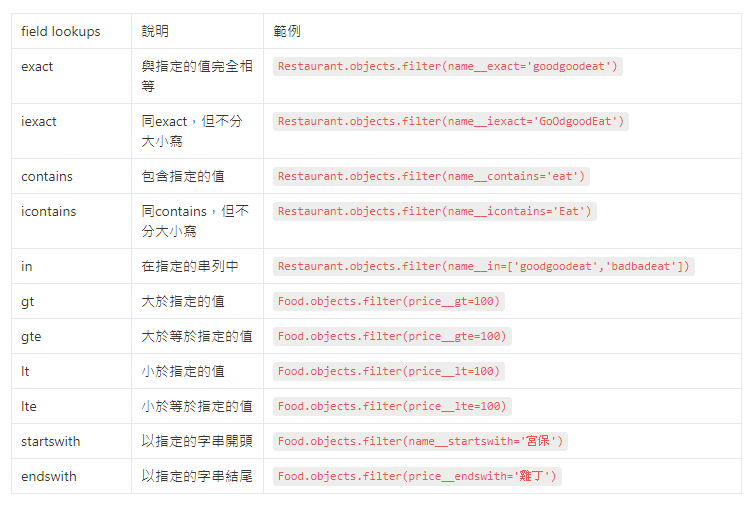 field lookups 說明 範例
exact 與指定的值完全相 Restaurant.objects.filter(name__exact='goodgoodeat')
等
iexact 同exact，但不分 Restaurant.objects.filter(name__iexact='GoOdgoodEat')
大小寫
contains 包含指定的值 Restaurant.objects.filter(name__contains='eat')
icontains 同contains，但不 Restaurant.objects.filter(name__icontains='Eat')
分大小寫
in 在指定的串列中 Restaurant.objects.filter(name__in=['goodgoodeat','badbadeat'])
gt 大於指定的值 Food.objects.filter(price__gt=100)
gte 大於等於指定的值 Food.objects.filter(price__gte=100)
lt 小於指定的值 Food.objects.filter(price__lt=100)
lte 小於等於指定的值 Food.objects.filter(price__lte=100)
startswith 以指定的字串開頭 Food.objects.filter(name__startswith='宮保')
endswith 以指定的字串結尾 Food.objects.filter(price__endswith='雞丁')